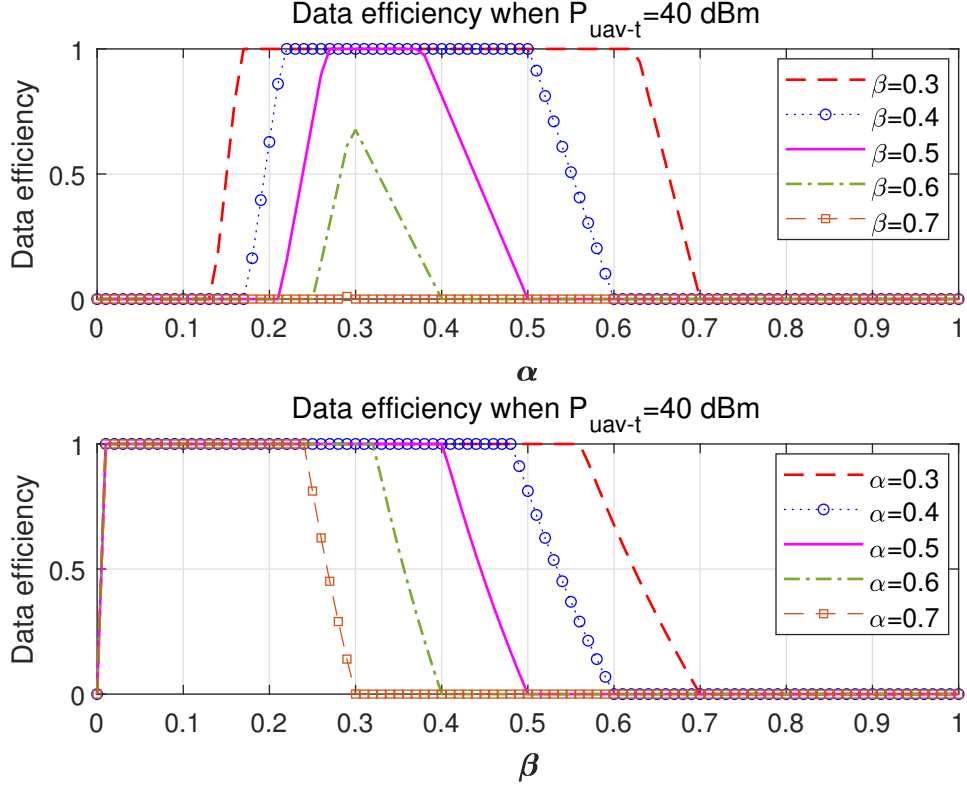 Data efficiency when P_uav-t=40 dBm
Data efficiency
1
0.5
0
0 0.1 0.2 0.3 0.4 0.5 0.6 0.7 0.8 0.9 1
α
β=0.3
β=0.4
β=0.5
β=0.6
β=0.7
Data efficiency when P_uav-t=40 dBm
Data efficiency
1
0.5
0
0 0.1 0.2 0.3 0.4 0.5 0.6 0.7 0.8 0.9 1
β
α=0.3
α=0.4
α=0.5
α=0.6
α=0.7